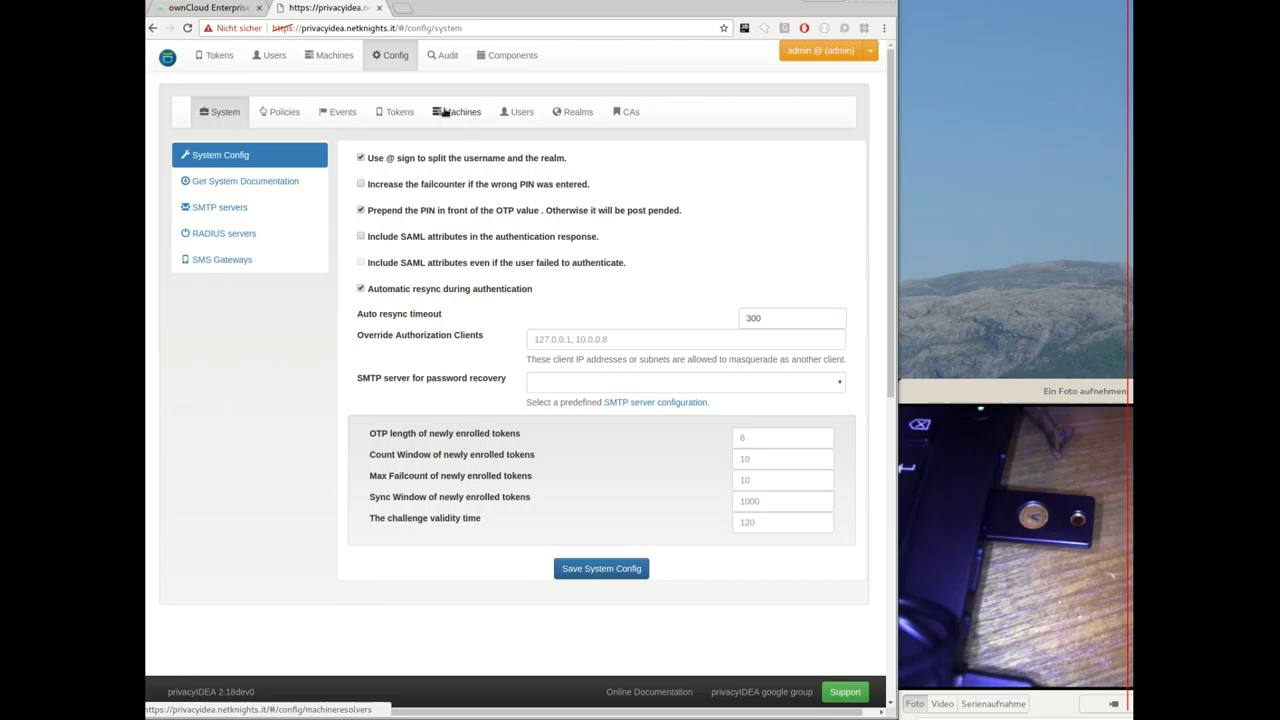 ownCloud Enterprise
https://privacyidea.n
Nicht sicher https://privacyidea.netknights.it/#/config/system
Tokens Users Machines Config Audit Components admin @ (admin)
System Policies Events Tokens Machines Users Realms CAs
System Config
Get System Documentation
SMTP servers
RADIUS servers
SMS Gateways
Use @ sign to split the username and the realm.
Increase the failcounter if the wrong PIN was entered.
Prepend the PIN in front of the OTP value . Otherwise it will be post pended.
Include SAML attributes in the authentication response.
Include SAML attributes even if the user failed to authenticate.
Automatic resync during authentication
Auto resync timeout 300
Override Authorization Clients 127.0.0.1, 10.0.0.8
These client IP addresses or subnets are allowed to masquerade as another client.
SMTP server for password recovery
Select a predefined SMTP server configuration.
OTP length of newly enrolled tokens 6
Count Window of newly enrolled tokens 10
Max Failcount of newly enrolled tokens 10
Sync Window of newly enrolled tokens 1000
The challenge validity time 120
Save System Config
privacyIDEA 2.18dev0 Online Documentation privacyIDEA google group Support
https://privacyidea.netknights.it/#/config/machineresolvers
Ein Foto aufnehmen
Foto Video Serienaufnahme